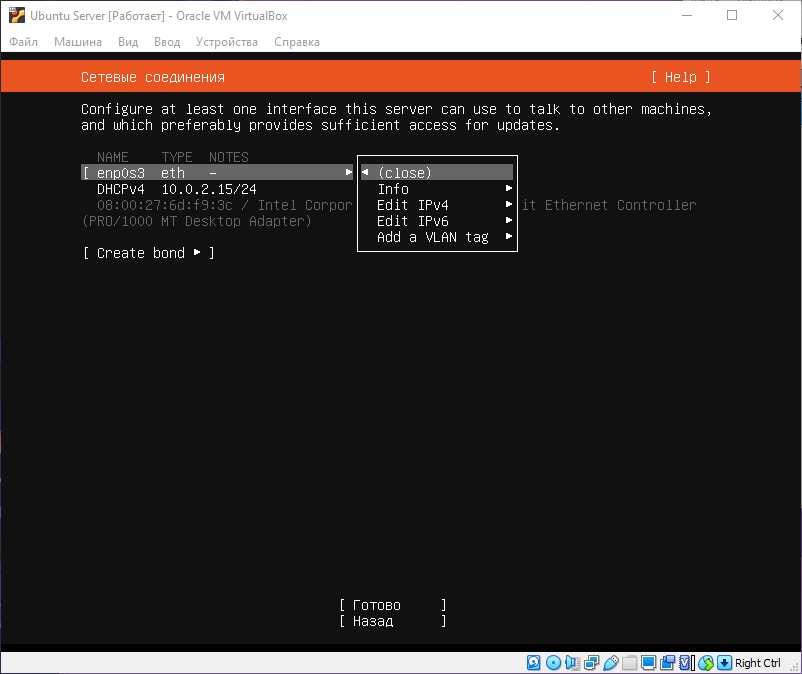 Ubuntu Server [Работает] - Oracle VM VirtualBox
Файл Машина Вид Ввод Устройства Справка
Сетевые соединения [ Help ]
Configure at least one interface this server can use to talk to other machines,
and which preferably provides sufficient access for updates.
NAME TYPE NOTES
[ enp0s3 eth - ▸ ◂ (close)
DHCPv4 10.0.2.15/24 Info ▸
08:00:27:6d:f9:3c / Intel Corpor Edit IPv4 ▸ it Ethernet Controller
(PRO/1000 MT Desktop Adapter) Edit IPv6 ▸
Add a VLAN tag ▸
[ Create bond ▸ ]
[ Готово ]
[ Назад ]
Right Ctrl